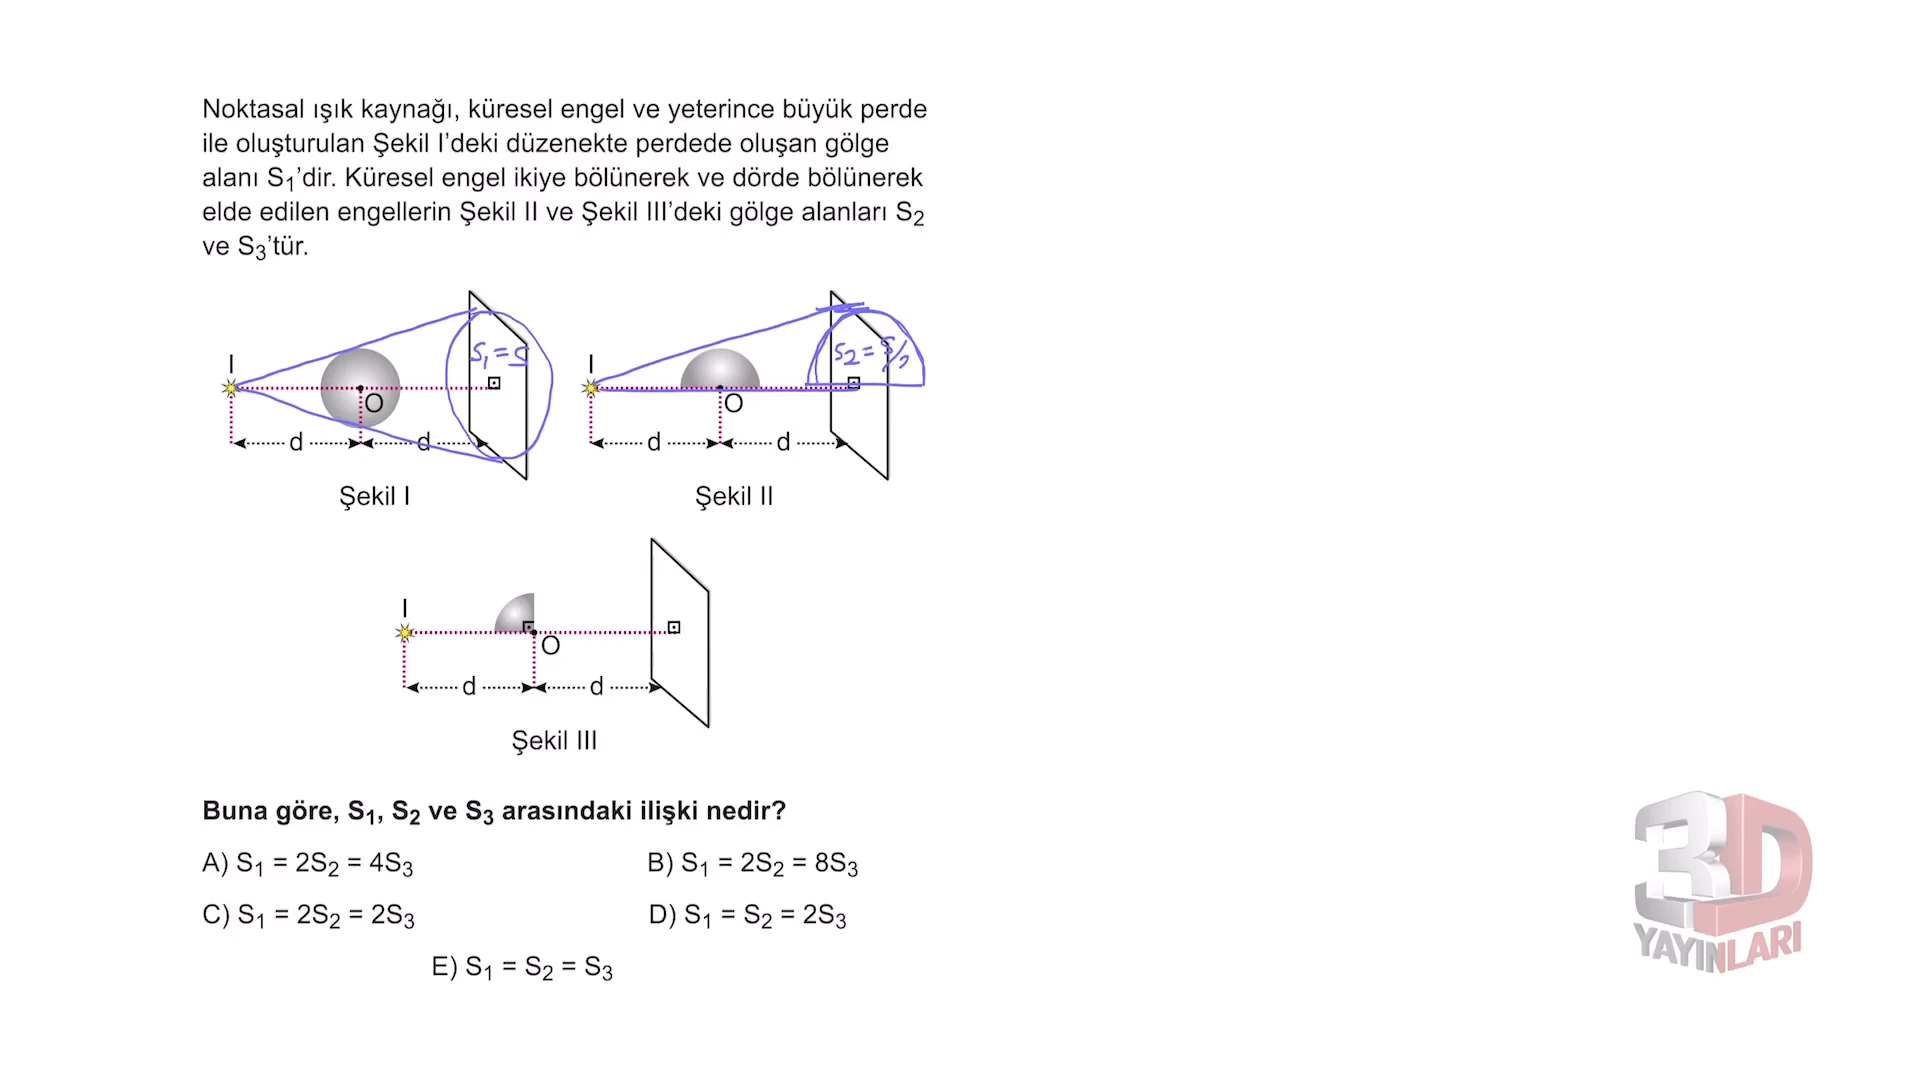 Noktasal ışık kaynağı, küresel engel ve yeterince büyük perde
ile oluşturulan Şekil I’deki düzenekte perdede oluşan gölge
alanı S₁’dir. Küresel engel ikiye bölünerek ve dörde bölünerek
elde edilen engellerin Şekil II ve Şekil III’deki gölge alanları S₂
ve S₃’tür.
I
S₁ = S
O
d
d
Şekil I
I
S₂ = S/2
O
d
d
Şekil II
I
O
d
d
Şekil III
Buna göre, S₁, S₂ ve S₃ arasındaki ilişki nedir?
A) S₁ = 2S₂ = 4S₃
B) S₁ = 2S₂ = 8S₃
C) S₁ = 2S₂ = 2S₃
D) S₁ = S₂ = 2S₃
E) S₁ = S₂ = S₃
3D
YAYINLARI